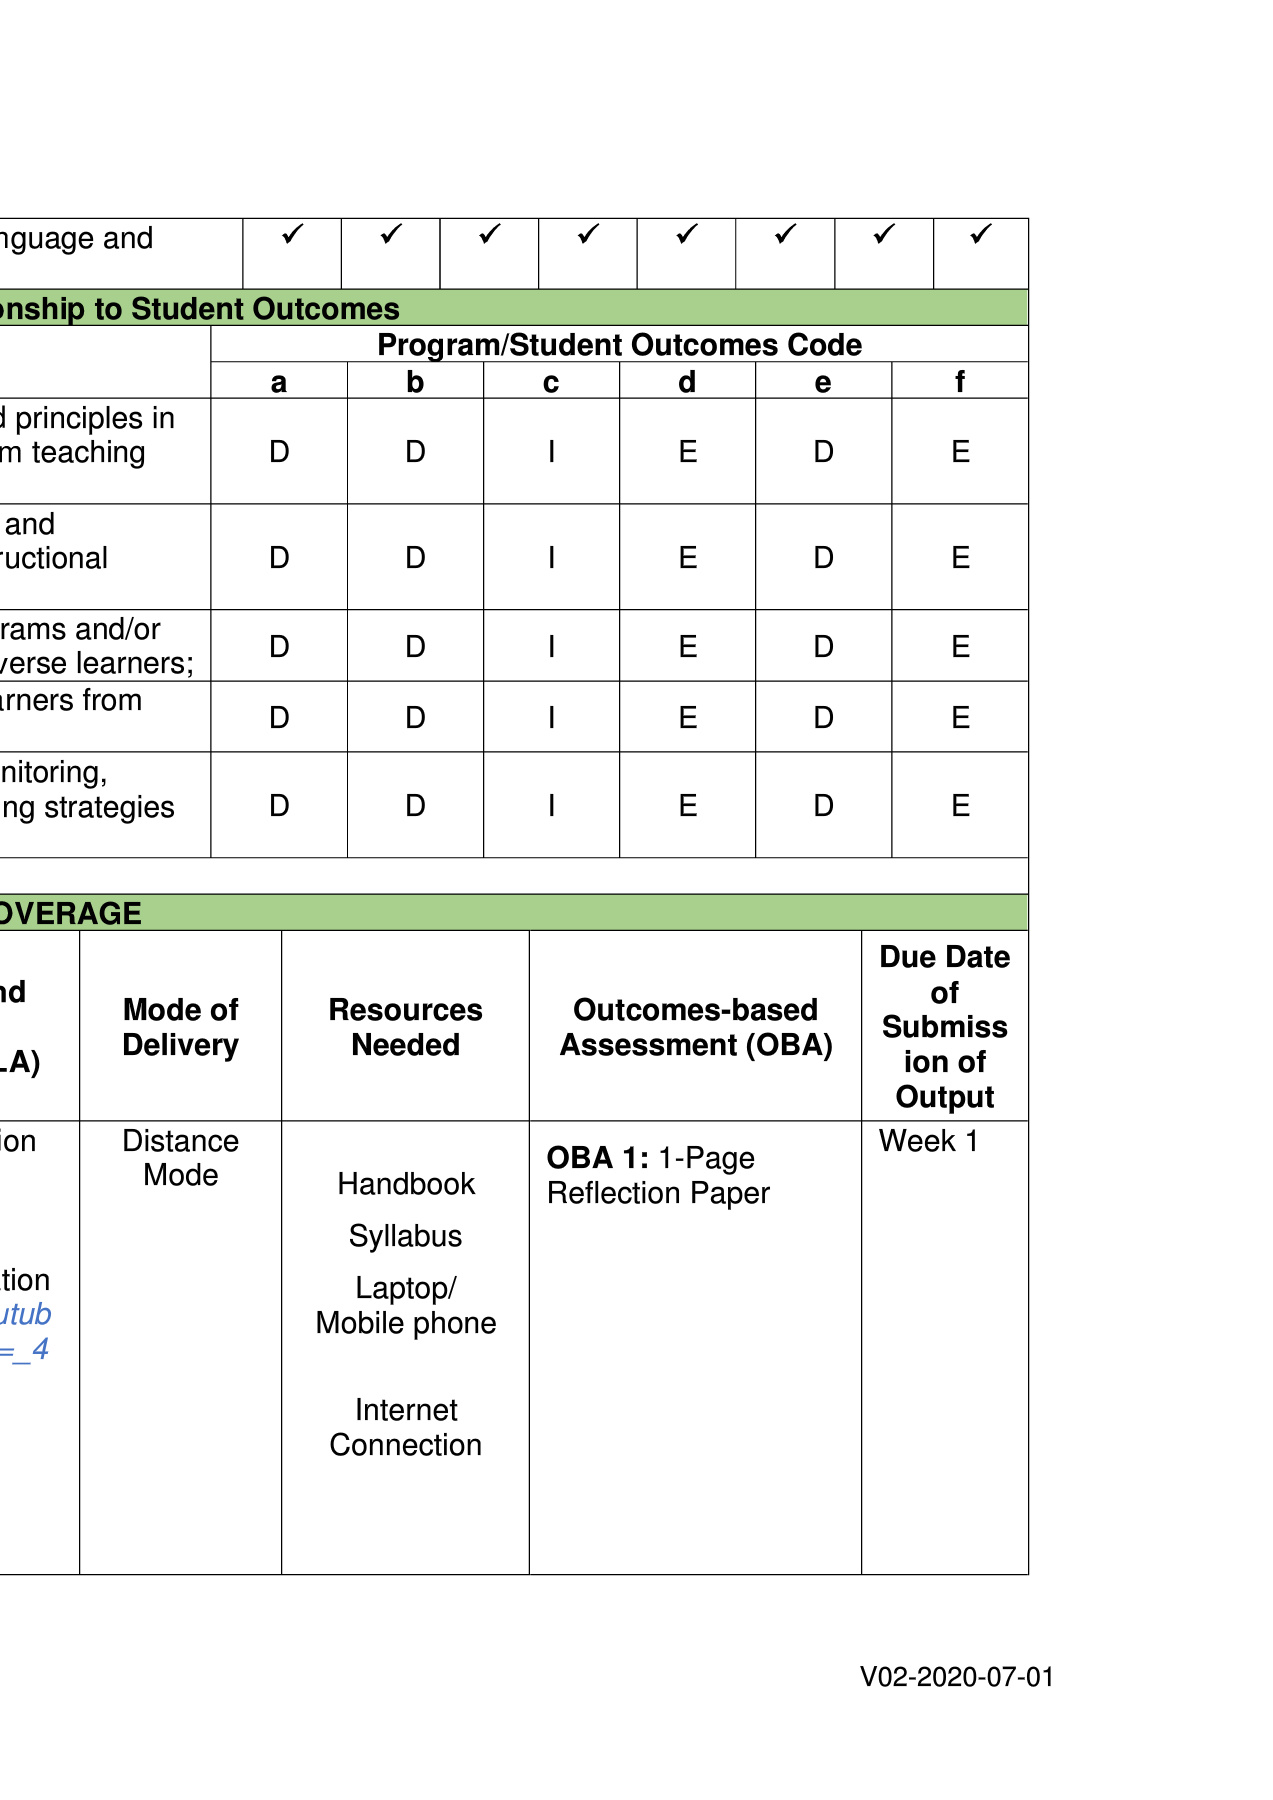 nguage and ✓ ✓ ✓ ✓ ✓ ✓ ✓ ✓
onship to Student Outcomes
Program/Student Outcomes Code
a b c d e f
d principles in
m teaching
D D I E D E
and
ructional
D D I E D E
rams and/or
verse learners;
D D I E D E
arners from
D D I E D E
nitoring,
ng strategies
D D I E D E
OVERAGE
nd
LA)
Mode of
Delivery
Resources
Needed
Outcomes-based
Assessment (OBA)
Due Date
of
Submiss
ion of
Output
ion
tion
utub
=_4
Distance
Mode
Handbook
Syllabus
Laptop/
Mobile phone
Internet
Connection
OBA 1: 1-Page
Reflection Paper
Week 1
V02-2020-07-01